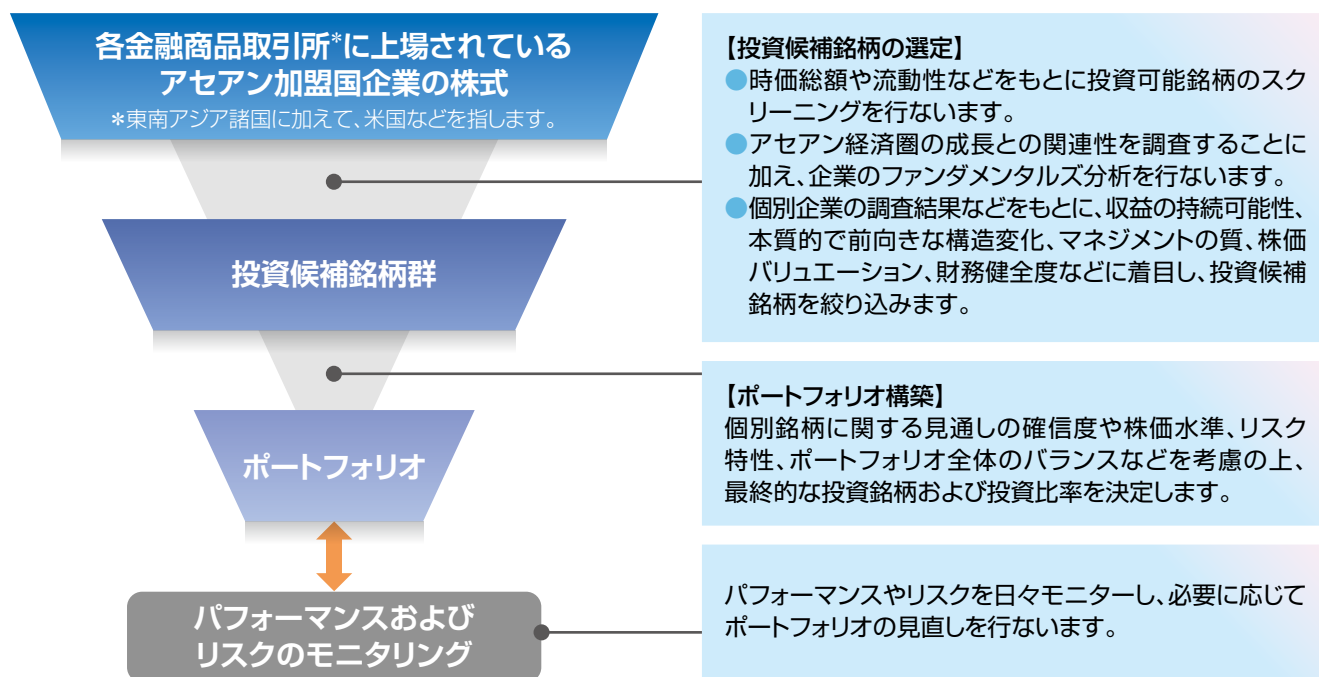 各金融商品取引所*に上場されている
アセアン加盟国企業の株式
*東南アジア諸国に加えて、米国などを指します。
【投資候補銘柄の選定】
●時価総額や流動性などをもとに投資可能銘柄のスク
リーニングを行ないます。
●アセアン経済圏の成長との関連性を調査することに
加え、企業のファンダメンタルズ分析を行ないます。
●個別企業の調査結果などをもとに、収益の持続可能性、
本質的で前向きな構造変化、マネジメントの質、株価
バリュエーション、財務健全度などに着目し、投資候補
銘柄を絞り込みます。
投資候補銘柄群
【ポートフォリオ構築】
個別銘柄に関する見通しの確信度や株価水準、リスク
特性、ポートフォリオ全体のバランスなどを考慮の上、
最終的な投資銘柄および投資比率を決定します。
ポートフォリオ
パフォーマンスおよび
リスクのモニタリング
パフォーマンスやリスクを日々モニターし、必要に応じて
ポートフォリオの見直しを行ないます。